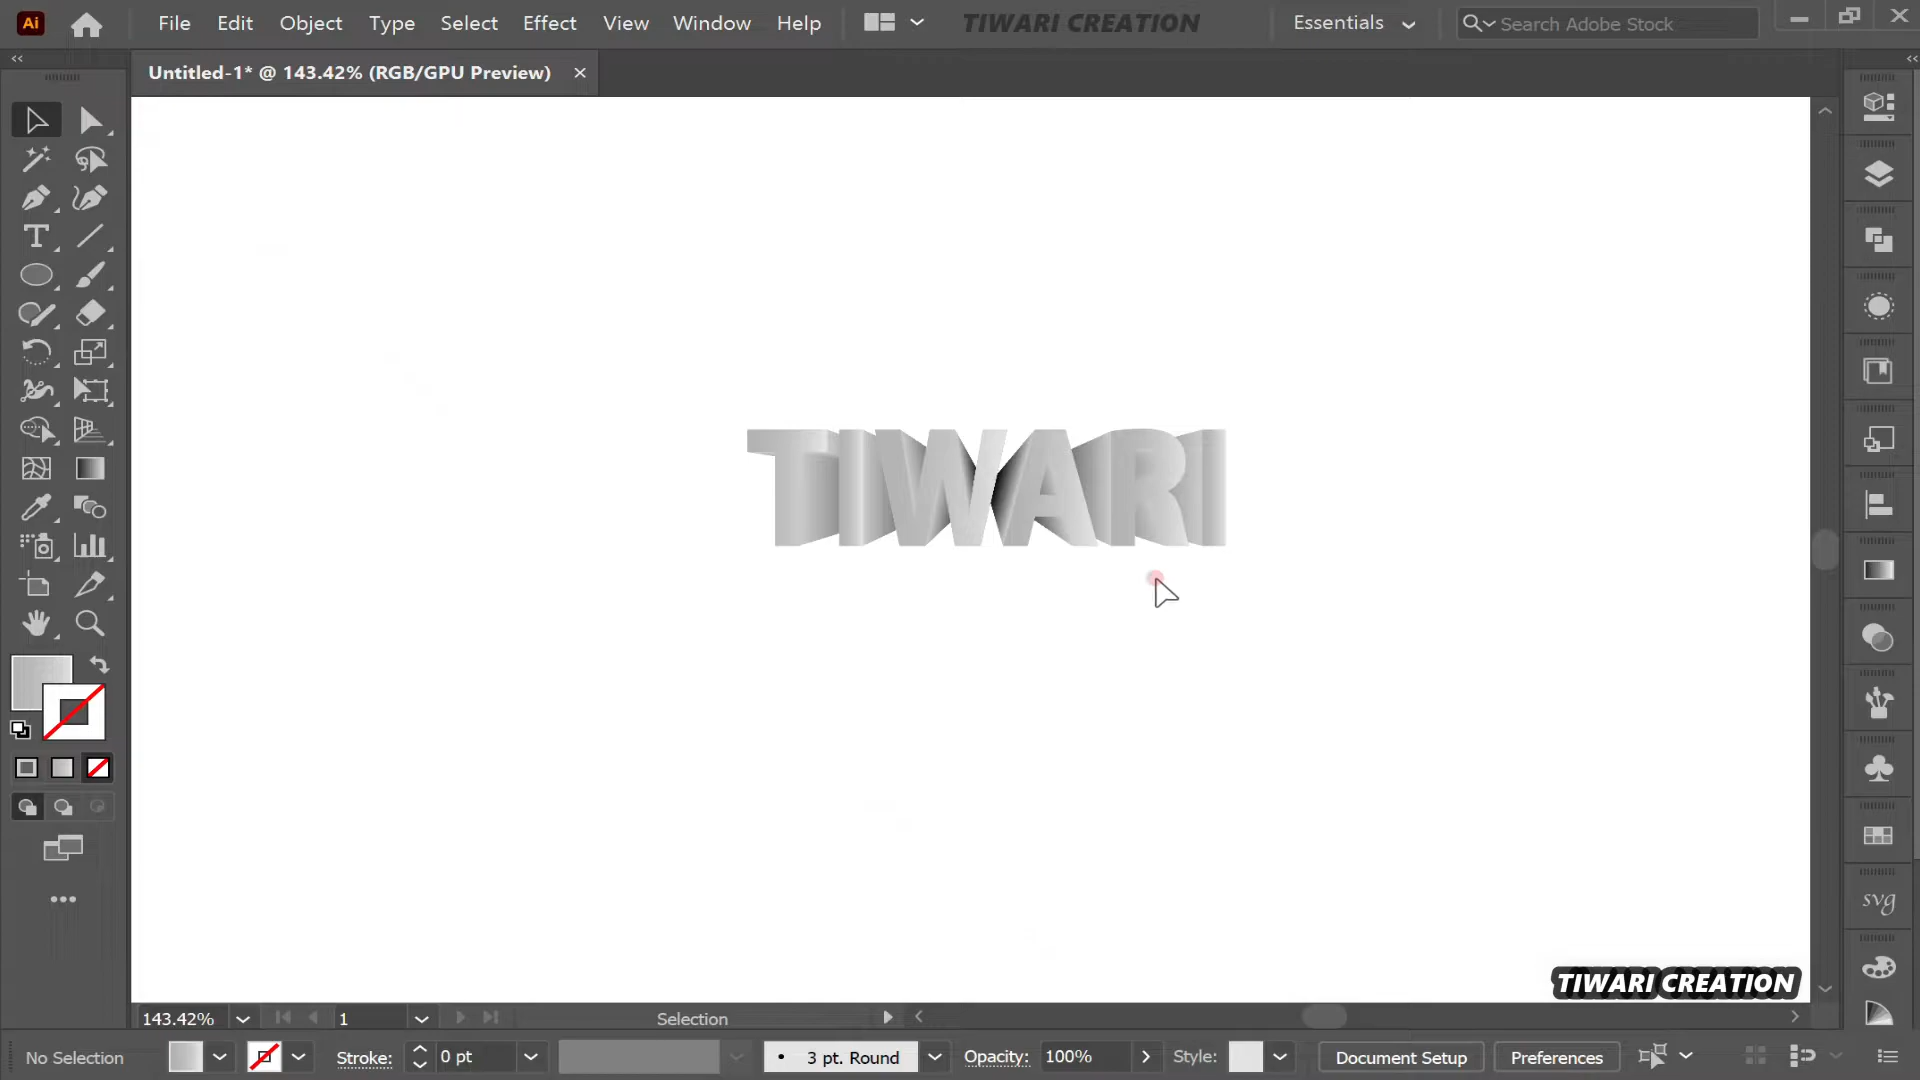 Ai File Edit Object Type Select Effect View Window Help TIWARI CREATION Essentials Search Adobe Stock
Untitled-1* @ 143.42% (RGB/GPU Preview)
TIWARI
svg
TIWARI CREATION
143.42% 1 Selection
No Selection Stroke: 0 pt 3 pt. Round Opacity: 100% Style: Document Setup Preferences